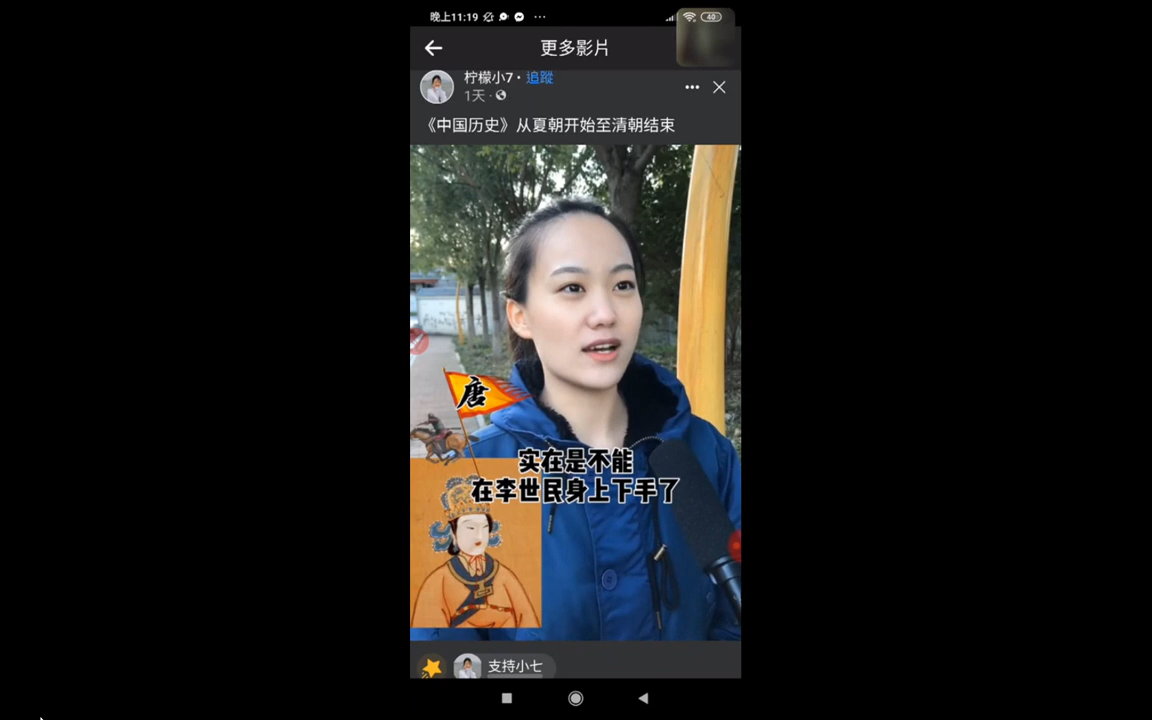 晚上11:19
40
更多影片
柠檬小7·追蹤
1天·
《中国历史》从夏朝开始至清朝结束
唐
实在是不能
在李世民身上下手了
支持小七